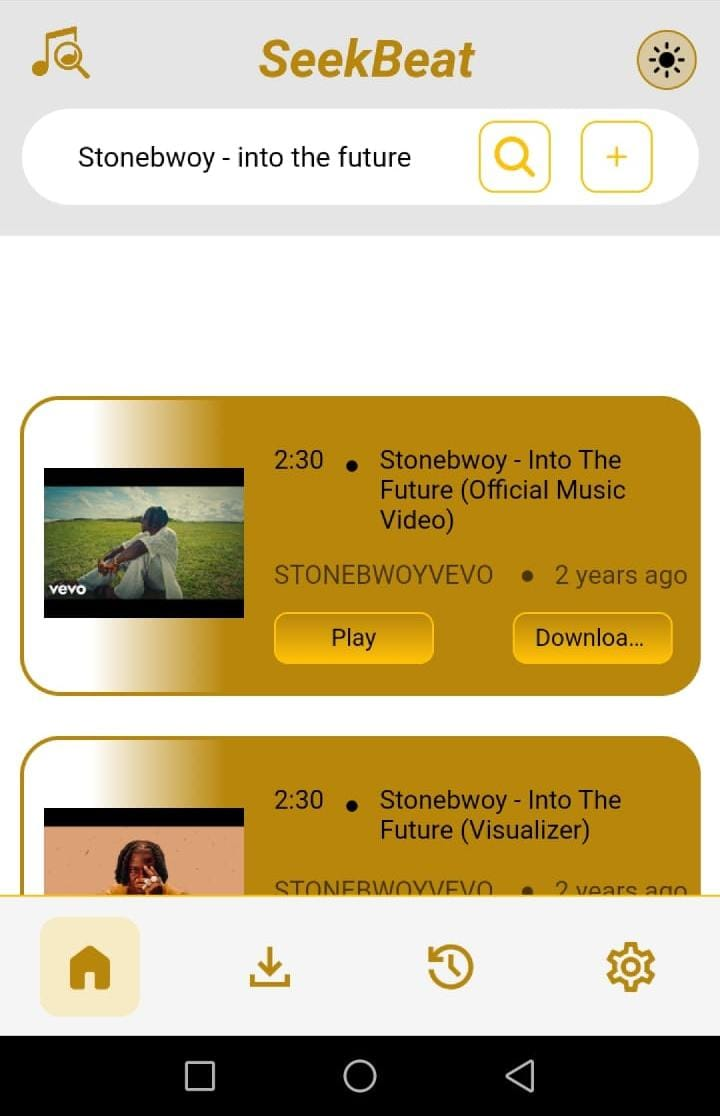 SeekBeat
Stonebwoy - into the future
+
2:30 • Stonebwoy - Into The
Future (Official Music
Video)
vevo
STONEBWOYVEVO • 2 years ago
Play
Downloa...
2:30 • Stonebwoy - Into The
Future (Visualizer)
STONEBWOYVEVO • 2 years ago